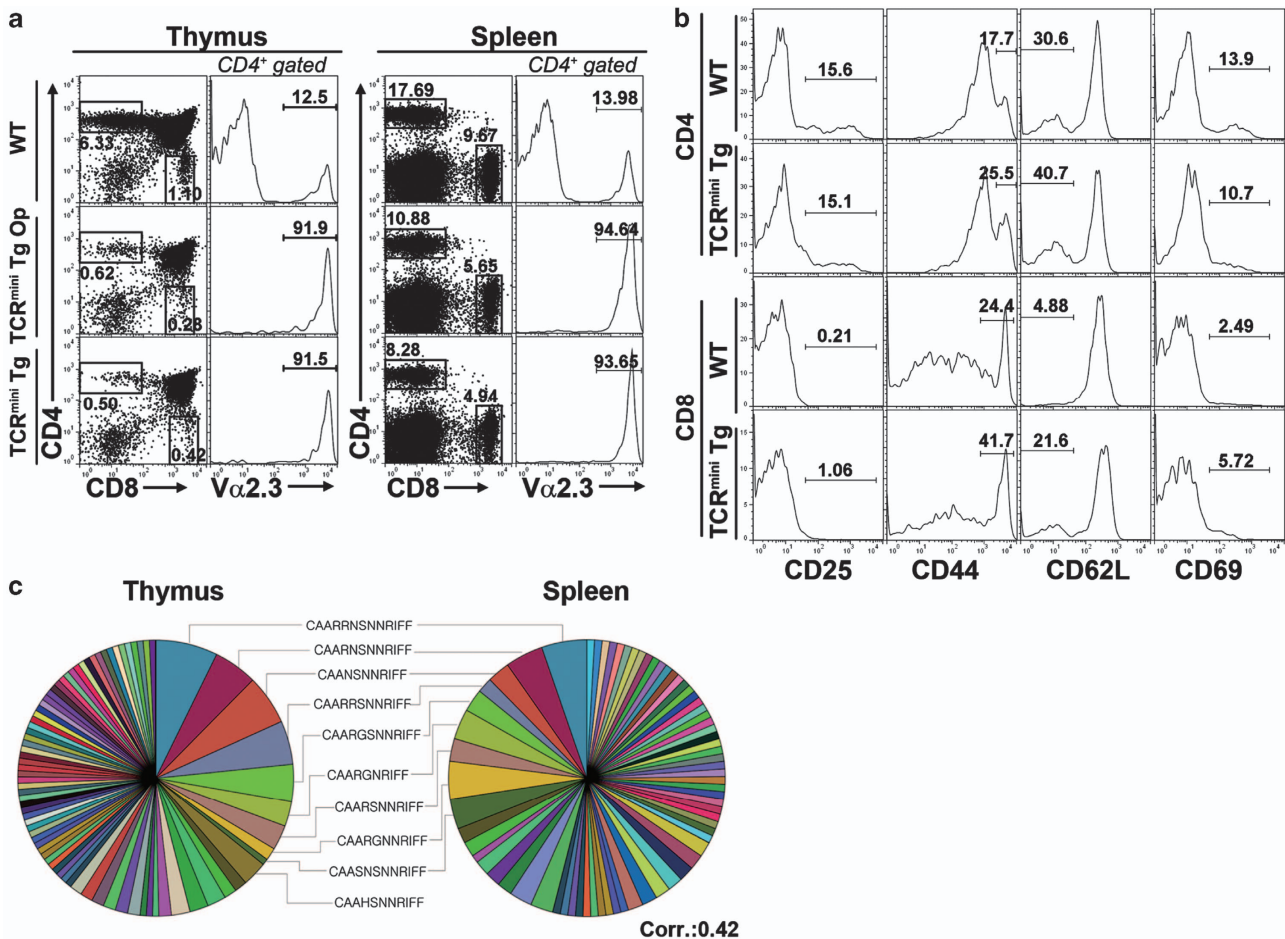 a
Thymus
Spleen
CD4+ gated
CD4+ gated
WT
TCRmini Tg Op
TCRmini Tg
12.5
6.33
1.10
17.69
9.67
13.98
91.9
0.62
0.28
10.88
5.65
94.64
91.5
0.50
0.42
8.28
4.94
93.65
CD4
CD8
Vα2.3
CD4
CD8
Vα2.3
b
CD4
WT
TCRmini Tg
CD8
WT
TCRmini Tg
15.6
17.7
30.6
13.9
15.1
25.5
40.7
10.7
0.21
24.4
4.88
2.49
1.06
41.7
21.6
5.72
CD25
CD44
CD62L
CD69
c
Thymus
Spleen
CAARRNSNNRIFF
CAARNSNNRIFF
CAANSNNRIFF
CAARRSNNRIFF
CAARGSNNRIFF
CAARGNRIFF
CAARSNNRIFF
CAARGNNRIFF
CAASNSNNRIFF
CAAHSNNRIFF
Corr.:0.42